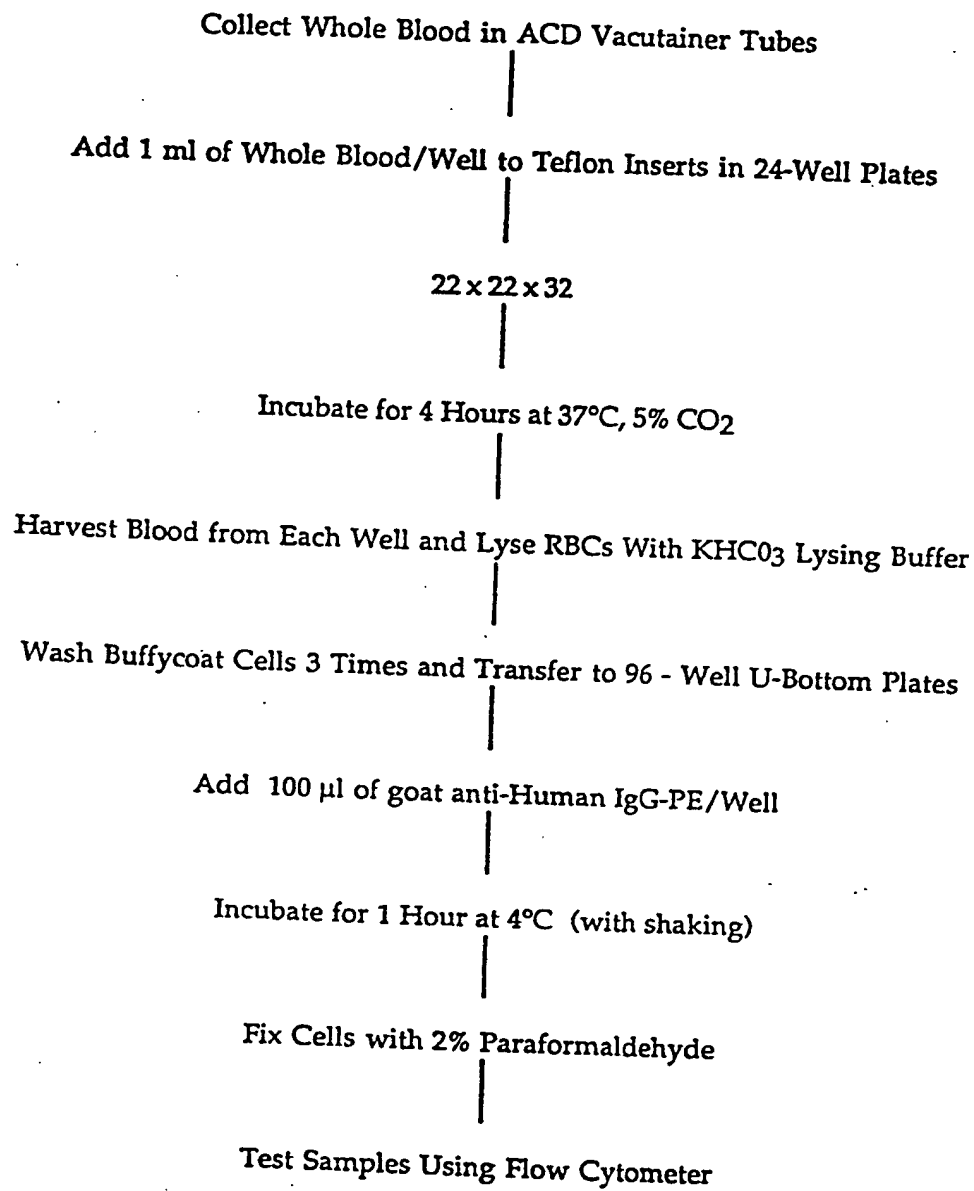 Collect Whole Blood in ACD Vacutainer Tubes
Add 1 ml of Whole Blood/Well to Teflon Inserts in 24-Well Plates
22 x 22 x 32
Incubate for 4 Hours at 37°C, 5% CO2
Harvest Blood from Each Well and Lyse RBCs With KHC03 Lysing Buffer
Wash Buffycoat Cells 3 Times and Transfer to 96 - Well U-Bottom Plates
Add 100 µl of goat anti-Human IgG-PE/Well
Incubate for 1 Hour at 4°C (with shaking)
Fix Cells with 2% Paraformaldehyde
Test Samples Using Flow Cytometer